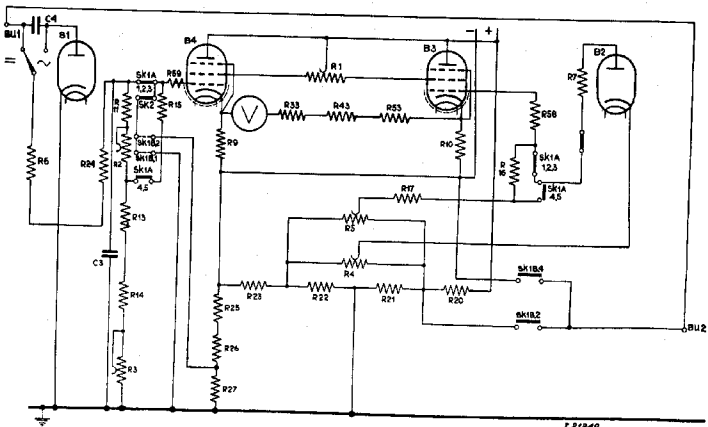 C4
BU1
B1
B4
B3
B2
− +
=
~
SK1A
1,2,3
SK2
R59
R15
R1
R7
R33
R43
R53
R58
R9
R10
R6
R24
R2
SK1B,2
SK1B,1
SK1A
4,5
R
16
SK1A
1,2,3
SK1A
4,5
R17
R5
R4
R13
C3
R23
R22
R21
R20
SK1B,4
SK1B,2
BU2
R25
R14
R26
R3
R27